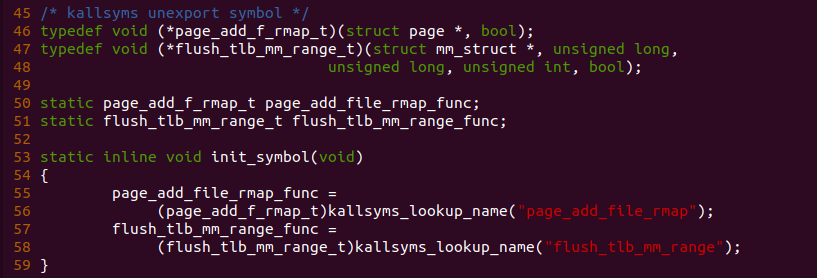 45 /* kallsyms unexport symbol */
46 typedef void (*page_add_f_rmap_t)(struct page *, bool);
47 typedef void (*flush_tlb_mm_range_t)(struct mm_struct *, unsigned long,
48                                 unsigned long, unsigned int, bool);
49
50 static page_add_f_rmap_t page_add_file_rmap_func;
51 static flush_tlb_mm_range_t flush_tlb_mm_range_func;
52
53 static inline void init_symbol(void)
54 {
55         page_add_file_rmap_func =
56              (page_add_f_rmap_t)kallsyms_lookup_name("page_add_file_rmap");
57         flush_tlb_mm_range_func =
58              (flush_tlb_mm_range_t)kallsyms_lookup_name("flush_tlb_mm_range");
59 }